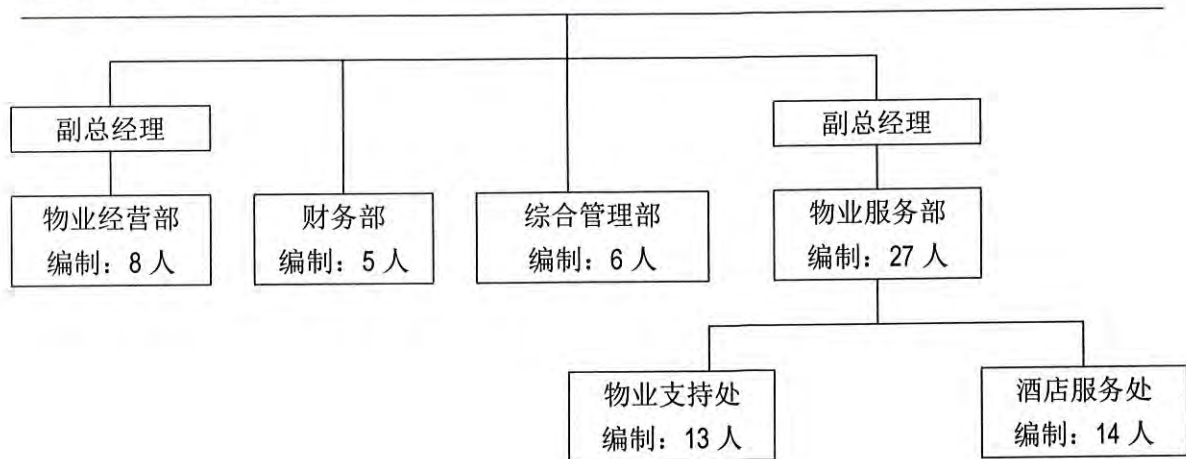 副总经理
副总经理
物业经营部
编制：8 人
财务部
编制：5 人
综合管理部
编制：6 人
物业服务部
编制：27 人
物业支持处
编制：13 人
酒店服务处
编制：14 人